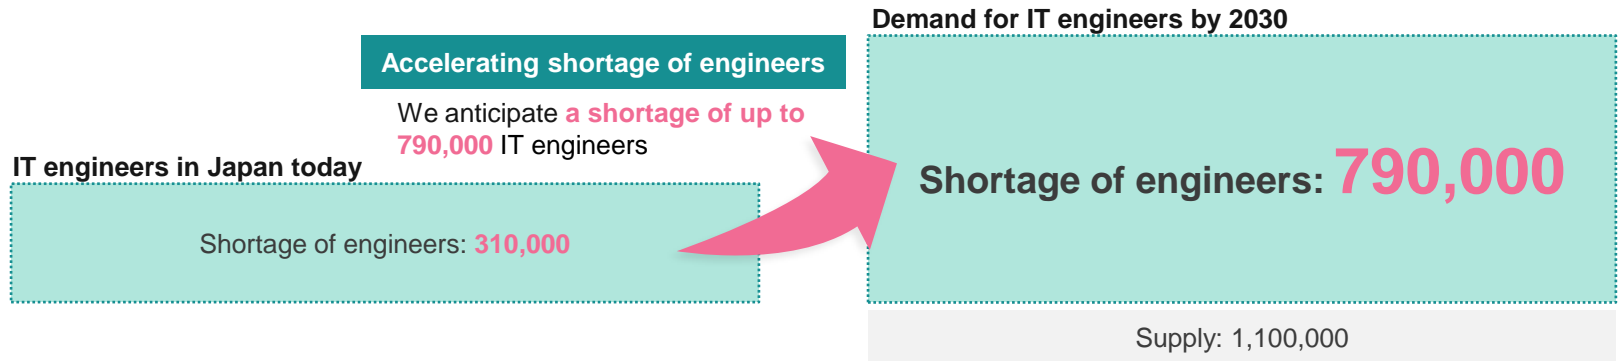 Demand for IT engineers by 2030
Accelerating shortage of engineers
We anticipate a shortage of up to
790,000 IT engineers
IT engineers in Japan today
Shortage of engineers: 310,000
Shortage of engineers: 790,000
Supply: 1,100,000